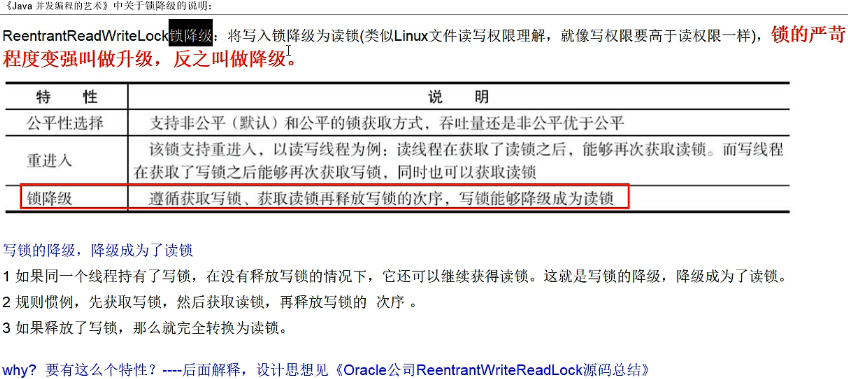 《Java 并发编程的艺术》中关于锁降级的说明：
ReentrantReadWriteLock锁降级：将写入锁降级为读锁(类似Linux文件读写权限理解，就像写权限要高于读权限一样)，锁的严苛
程度变强叫做升级，反之叫做降级。
特 性 说 明
公平性选择 支持非公平（默认）和公平的锁获取方式，吞吐量还是非公平优于公平
重进入 该锁支持重进入，以读写线程为例：读线程在获取了读锁之后，能够再次获取读锁。而写线程
在获取了写锁之后能够再次获取写锁，同时也可以获取读锁
锁降级 遵循获取写锁、获取读锁再释放写锁的次序，写锁能够降级成为读锁
写锁的降级，降级成为了读锁
1 如果同一个线程持有了写锁，在没有释放写锁的情况下，它还可以继续获得读锁。这就是写锁的降级，降级成为了读锁。
2 规则惯例，先获取写锁，然后获取读锁，再释放写锁的 次序 。
3 如果释放了写锁，那么就完全转换为读锁。
why? 要有这么个特性？----后面解释，设计思想见《Oracle公司ReentrantWriteReadLock源码总结》